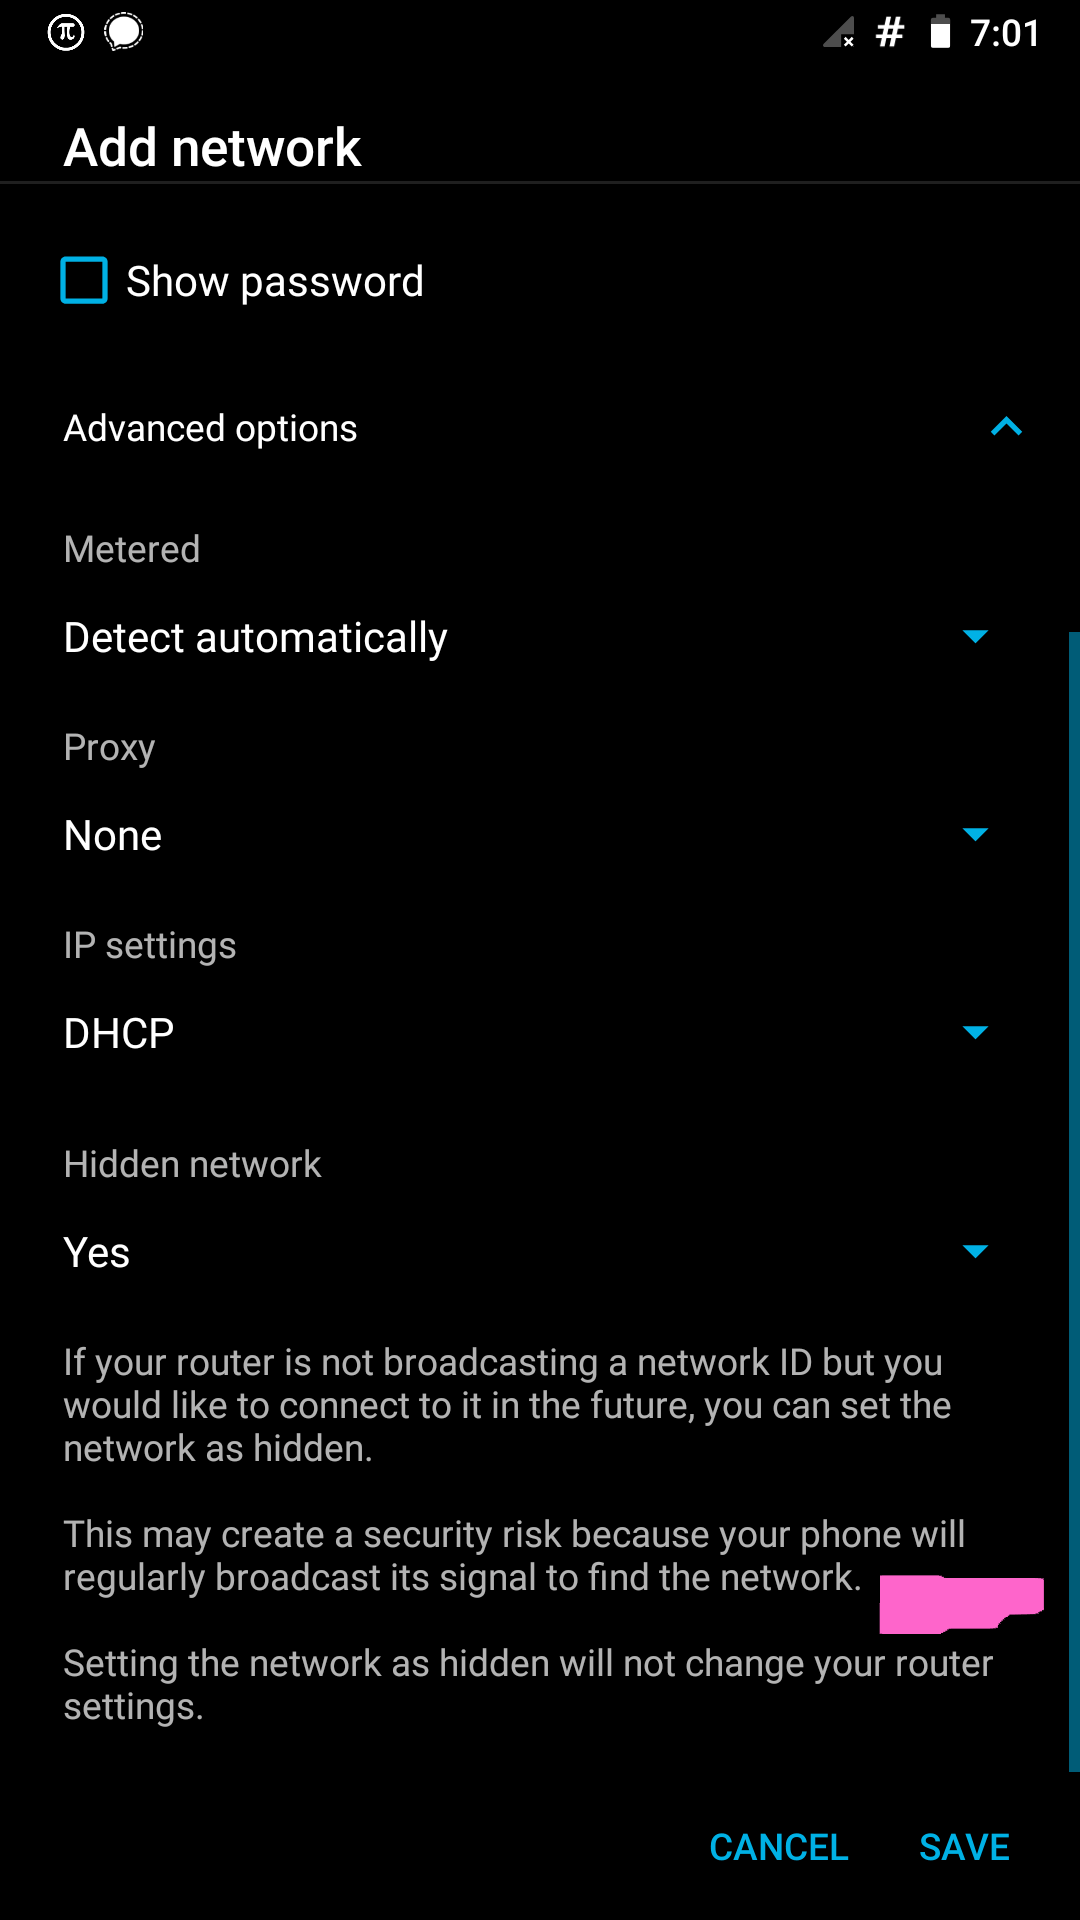 π # 7:01
Add network
Show password
Advanced options
Metered
Detect automatically
Proxy
None
IP settings
DHCP
Hidden network
Yes
If your router is not broadcasting a network ID but you
would like to connect to it in the future, you can set the
network as hidden.
This may create a security risk because your phone will
regularly broadcast its signal to find the network.
Setting the network as hidden will not change your router
settings.
CANCEL SAVE